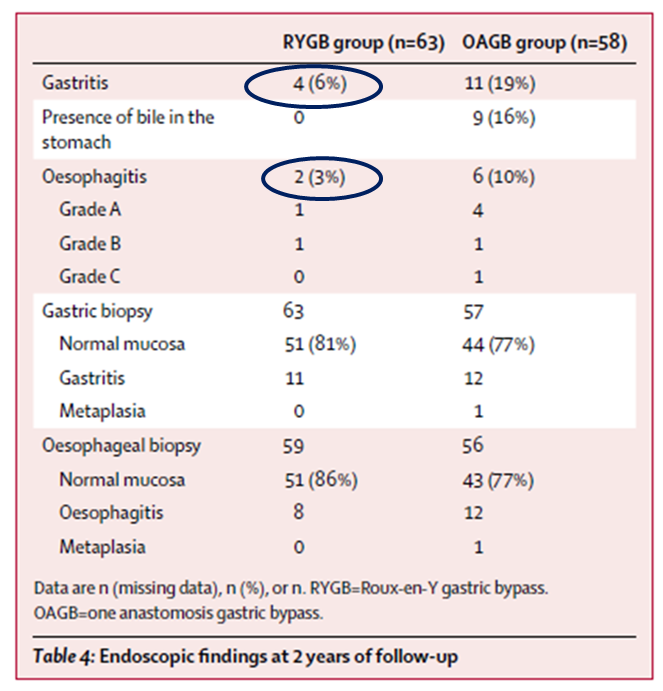 RYGB group (n=63) OAGB group (n=58)
Gastritis 4 (6%) 11 (19%)
Presence of bile in the stomach 0 9 (16%)
Oesophagitis 2 (3%) 6 (10%)
Grade A 1 4
Grade B 1 1
Grade C 0 1
Gastric biopsy 63 57
Normal mucosa 51 (81%) 44 (77%)
Gastritis 11 12
Metaplasia 0 1
Oesophageal biopsy 59 56
Normal mucosa 51 (86%) 43 (77%)
Oesophagitis 8 12
Metaplasia 0 1
Data are n (missing data), n (%), or n. RYGB=Roux-en-Y gastric bypass.
OAGB=one anastomosis gastric bypass.
Table 4: Endoscopic findings at 2 years of follow-up